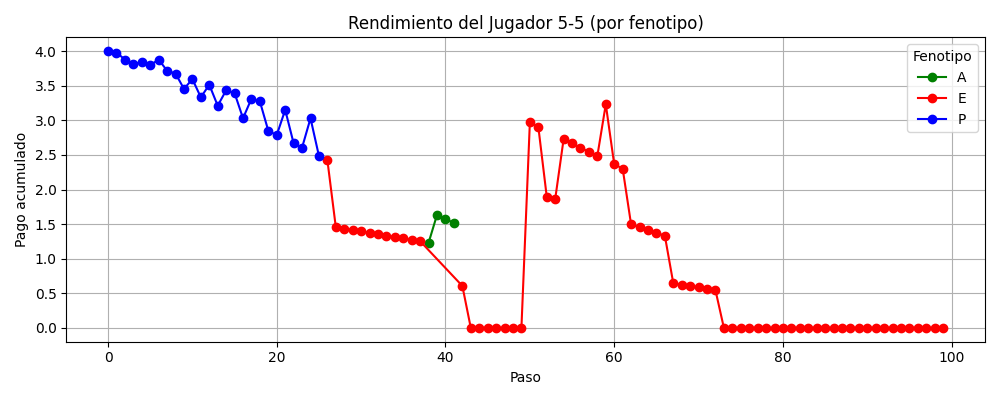 Rendimiento del Jugador 5-5 (por fenotipo)
Pago acumulado
4.0
3.5
3.0
2.5
2.0
1.5
1.0
0.5
0.0
Fenotipo
A
E
P
0 20 40 60 80 100
Paso